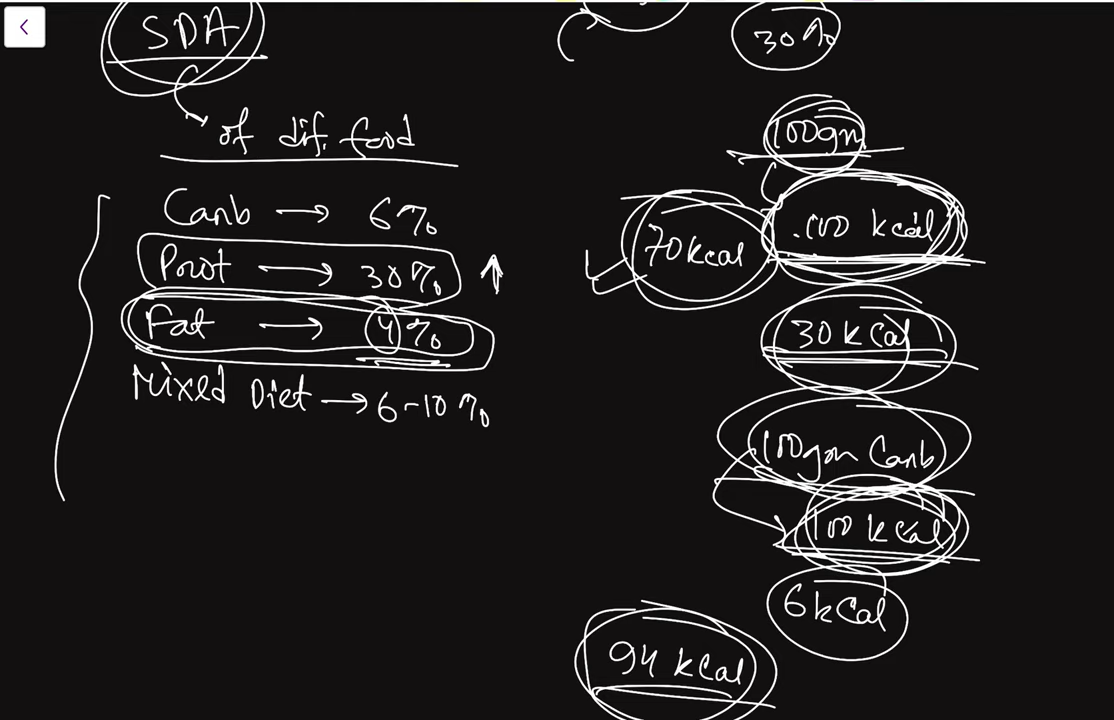 SDA
of dif. food
Carb → 6%
Prot → 30% ↑
Fat → 4%
Mixed Diet → 6-10%
30%
100gm
100 kcal
70kcal
30 kcal
100gm Carb
100 kcal
6kcal
94 kcal